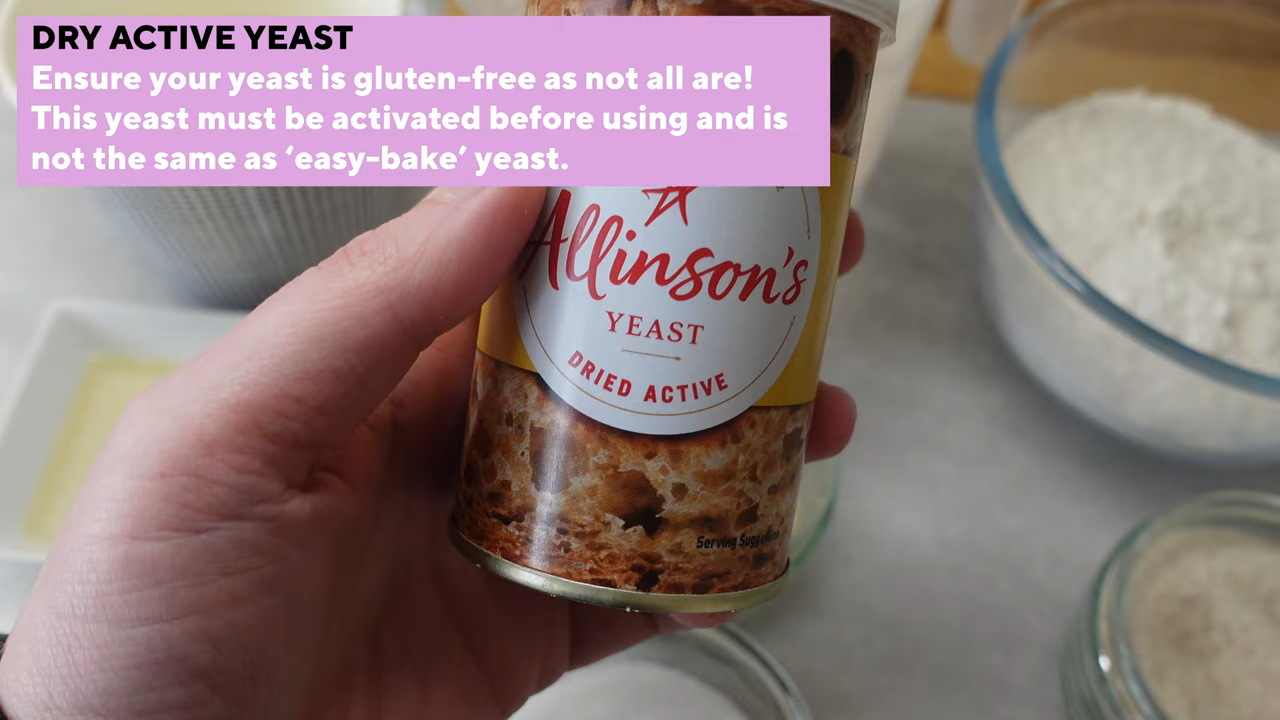 DRY ACTIVE YEAST
Ensure your yeast is gluten-free as not all are!
This yeast must be activated before using and is
not the same as ‘easy-bake’ yeast.
Allinson's
YEAST
DRIED ACTIVE
Serving Suggestion